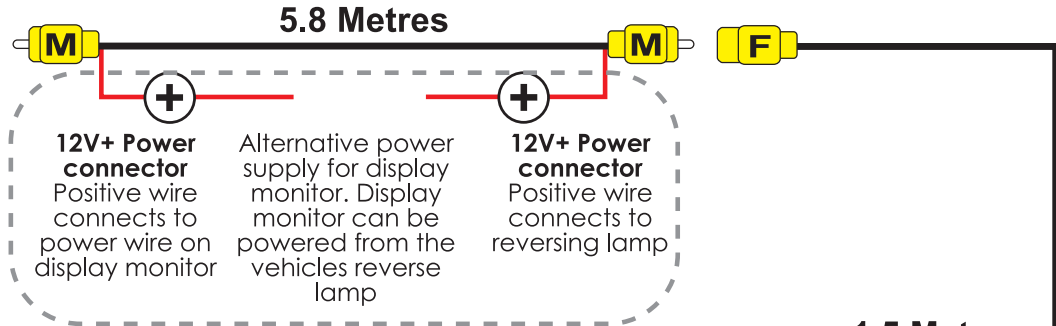 5.8 Metres
M M F
+ +
12V+ Power
connector
Positive wire
connects to
power wire on
display monitor
Alternative power
supply for display
monitor. Display
monitor can be
powered from the
vehicles reverse
lamp
12V+ Power
connector
Positive wire
connects to
reversing lamp